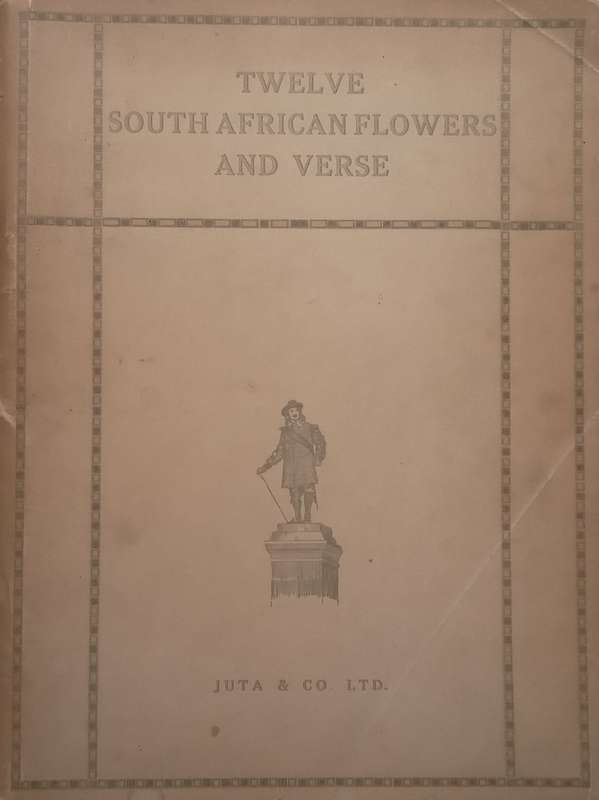 TWELVE
SOUTH AFRICAN FLOWERS
AND VERSE
JUTA & CO. LTD.